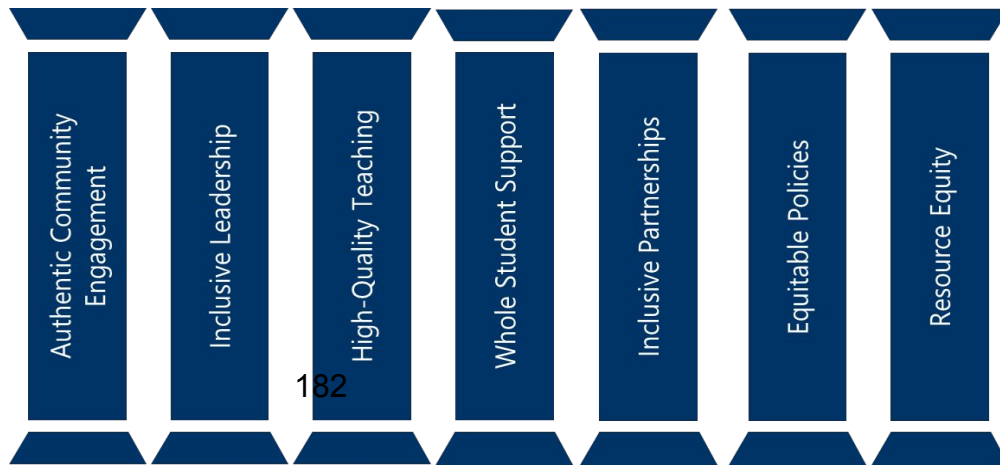 Authentic Community
Engagement
Inclusive Leadership
High-Quality Teaching
Whole Student Support
Inclusive Partnerships
Equitable Policies
Resource Equity
182